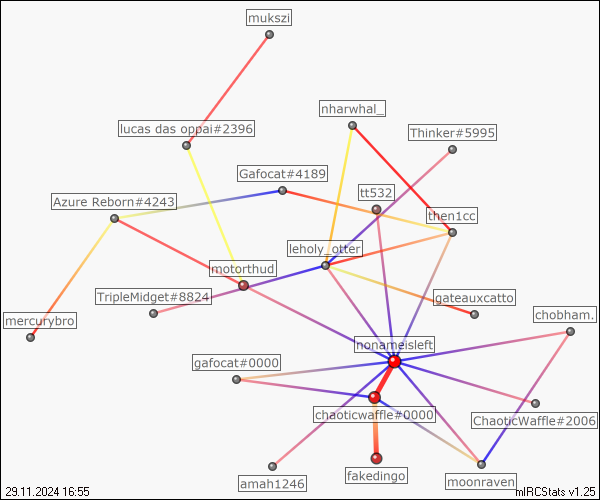 mukszi
nharwhal_
lucas das oppai#2396
Thinker#5995
Gafocat#4189
tt532
Azure Reborn#4243
then1cc
leholy_otter
motorthud
TripleMidget#8824
gateauxcatto
chobham.
mercurybro
nonameisleft
gafocat#0000
chaoticwaffle#0000
ChaoticWaffle#2006
fakedingo
amah1246
moonraven
29.11.2024 16:55
mIRCStats v1.25